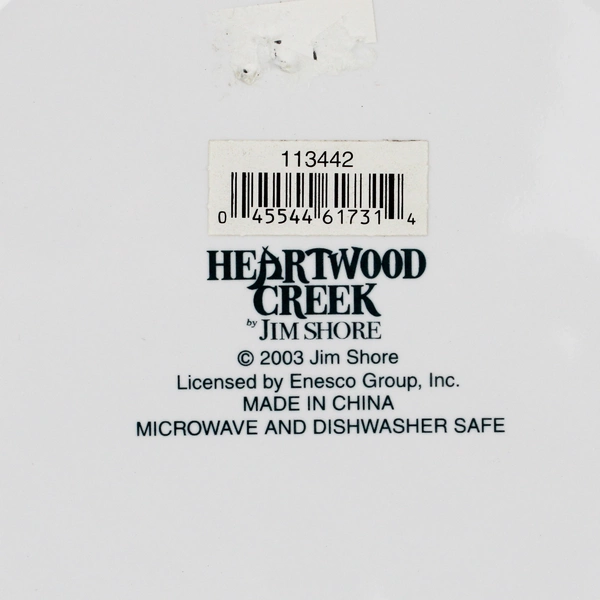 113442
0 45544 61731 4
HEARTWOOD
CREEK
by JIM SHORE
© 2003 Jim Shore
Licensed by Enesco Group, Inc.
MADE IN CHINA
MICROWAVE AND DISHWASHER SAFE